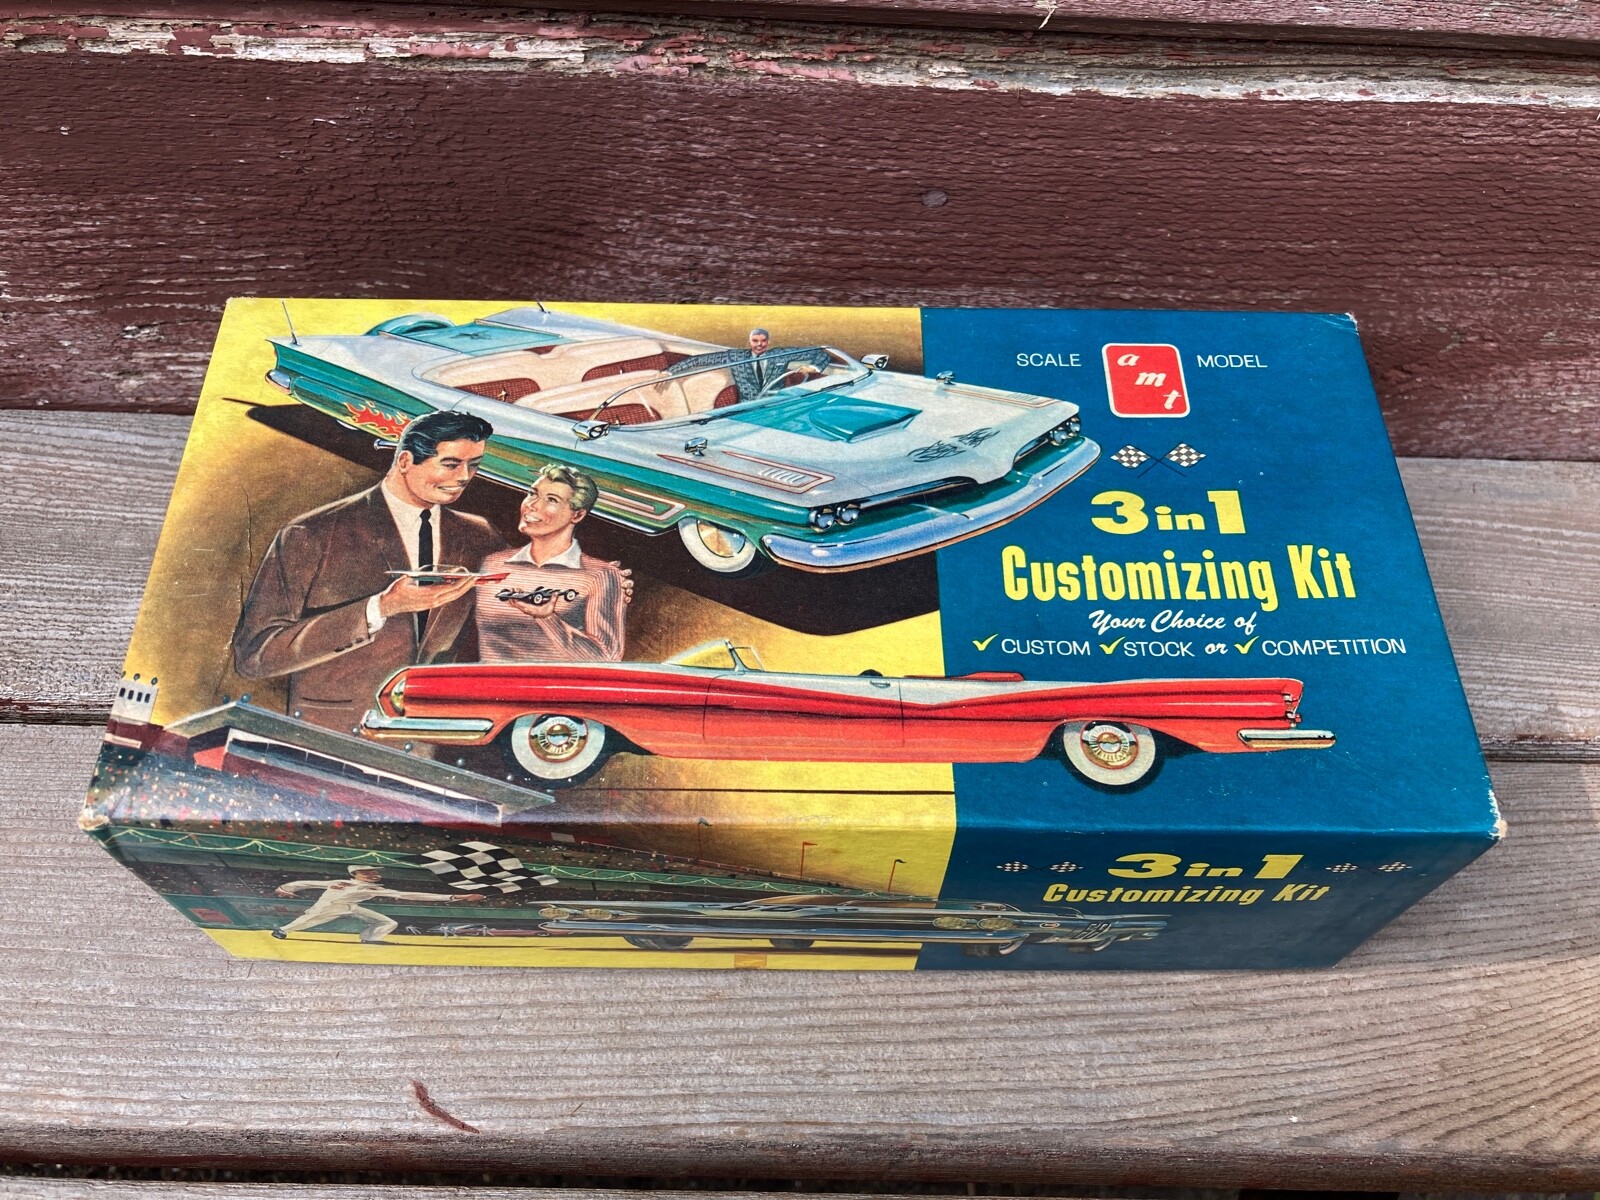 SCALE amt MODEL
3 in 1
Customizing Kit
Your Choice of
✓ CUSTOM ✓ STOCK or ✓ COMPETITION
3 in 1
Customizing Kit